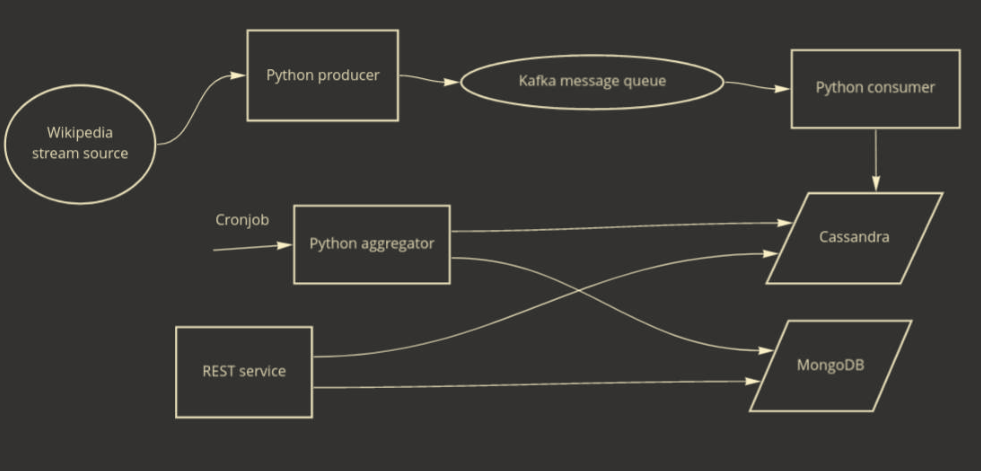 Python producer
Kafka message queue
Python consumer
Wikipedia
stream source
Cronjob
Python aggregator
Cassandra
REST service
MongoDB